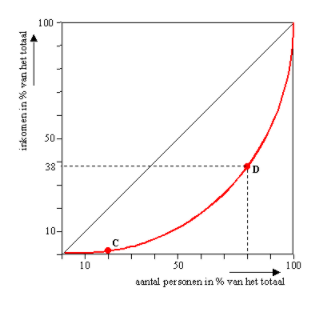 100
inkomen in % van het totaal
50
38
10
C
D
10
50
100
aantal personen in % van het totaal